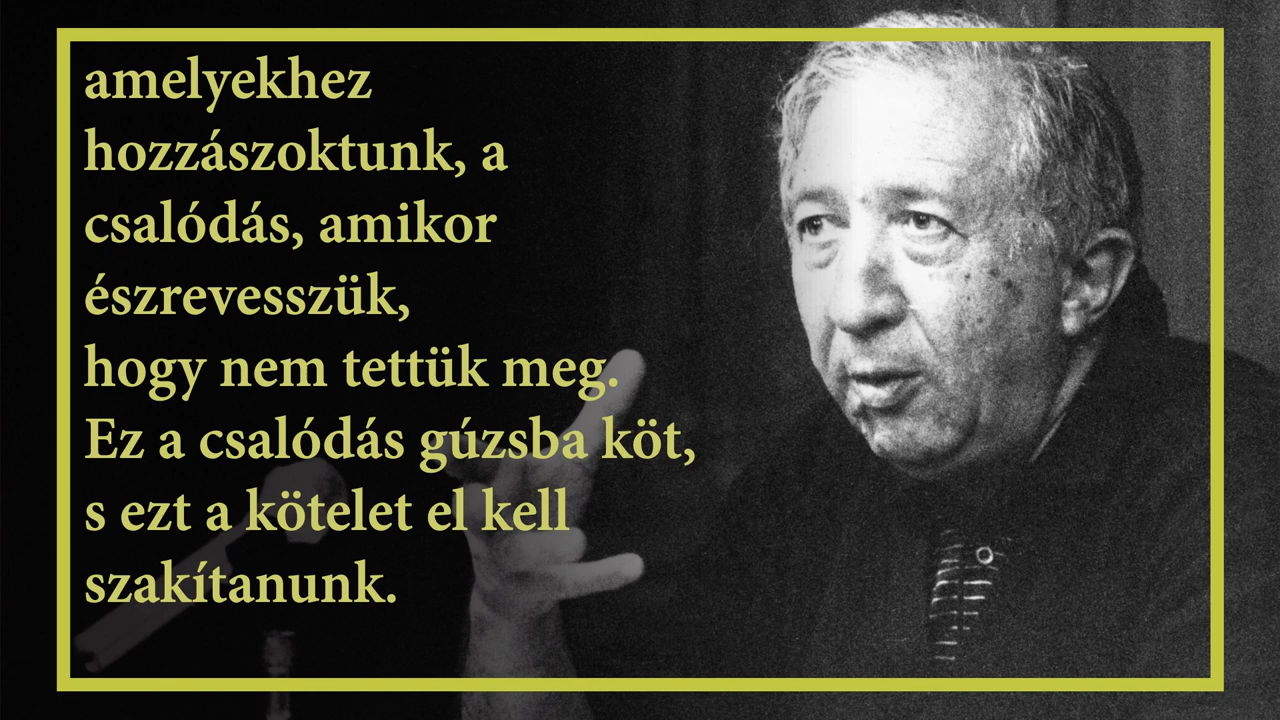 amelyekhez
hozzászoktunk, a
csalódás, amikor
észrevesszük,
hogy nem tettük meg.
Ez a csalódás gúzsba köt,
s ezt a kötelet el kell
szakítanunk.